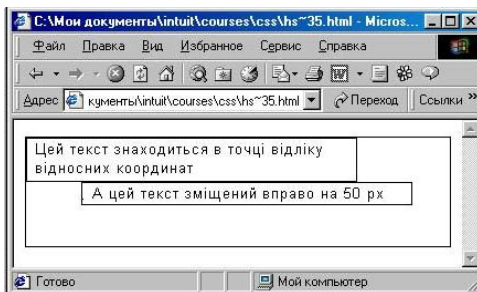 C:\Мои документы\intuit\courses\css\hs~35.html - Micros...
Файл Правка Вид Избранное Сервис Справка
Адрес кументы\intuit\courses\css\hs~35.html Переход Ссылки »
Цей текст знаходиться в точці відліку
відносних координат
А цей текст зміщений вправо на 50 px
Готово Мой компьютер